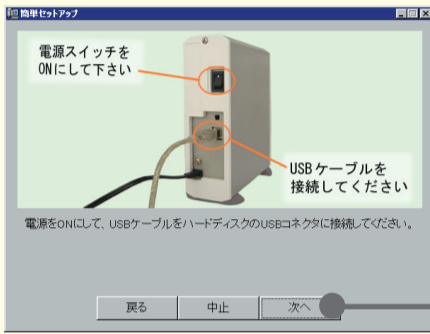 簡単セットアップ
電源スイッチを
ONにして下さい
USBケーブルを
接続してください
電源をONにして、USBケーブルをハードディスクのUSBコネクタに接続してください。
戻る
中止
次へ